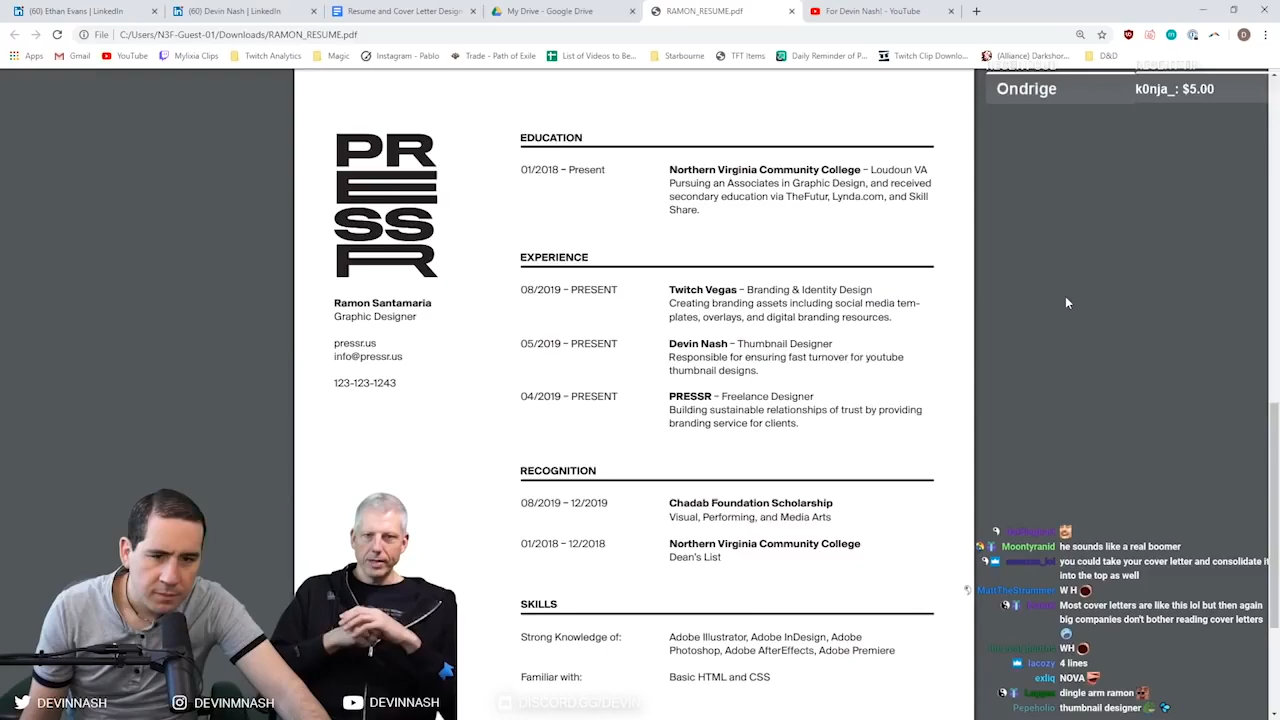 (60) Ethan Evans | LinkedIn
(60) Devin Nash | LinkedIn
Resume and Cover Letter Design
My Drive - Google Drive
RAMON_RESUME.pdf
For Devin Nash! - YouTube
File
C:/Users/N3F-Guest-01/Downloads/RAMON_RESUME.pdf
Apps
Gmail
YouTube
Mylixia Clips
Twitch Analytics
Magic
Instagram - Pablo
Trade - Path of Exile
List of Videos to Be...
Starbourne
TFT Items
Daily Reminder of P...
Twitch Clip Downlo...
(Alliance) Darkshor...
D&D
Ondrige
k0nja_: $5.00
PR
E
SS
R
Ramon Santamaria
Graphic Designer
pressr.us
info@pressr.us
123-123-1243
EDUCATION
01/2018 – Present
Northern Virginia Community College – Loudoun VA
Pursuing an Associates in Graphic Design, and received
secondary education via TheFutur, Lynda.com, and Skill
Share.
EXPERIENCE
08/2019 – PRESENT
Twitch Vegas – Branding & Identity Design
Creating branding assets including social media tem-
plates, overlays, and digital branding resources.
05/2019 – PRESENT
Devin Nash – Thumbnail Designer
Responsible for ensuring fast turnover for youtube
thumbnail designs.
04/2019 – PRESENT
PRESSR – Freelance Designer
Building sustainable relationships of trust by providing
branding service for clients.
RECOGNITION
08/2019 – 12/2019
Chadab Foundation Scholarship
Visual, Performing, and Media Arts
01/2018 – 12/2018
Northern Virginia Community College
Dean's List
SKILLS
Strong Knowledge of:
Adobe Illustrator, Adobe InDesign, Adobe
Photoshop, Adobe AfterEffects, Adobe Premiere
Familiar with:
Basic HTML and CSS
Moontyranid he sounds like a real boomer
you could take your cover letter and consolidate it
into the top as well
MattTheStrummer W H
Most cover letters are like this lol but then again
big companies don't bother reading cover letters
WH
lacozy 4 lines
exliq NOVA
dingle arm ramon
Pepeholio thumbnail designer
DEVINNASH
DEVINMNASH
DEVINNASH
DISCORD.GG/DEVIN